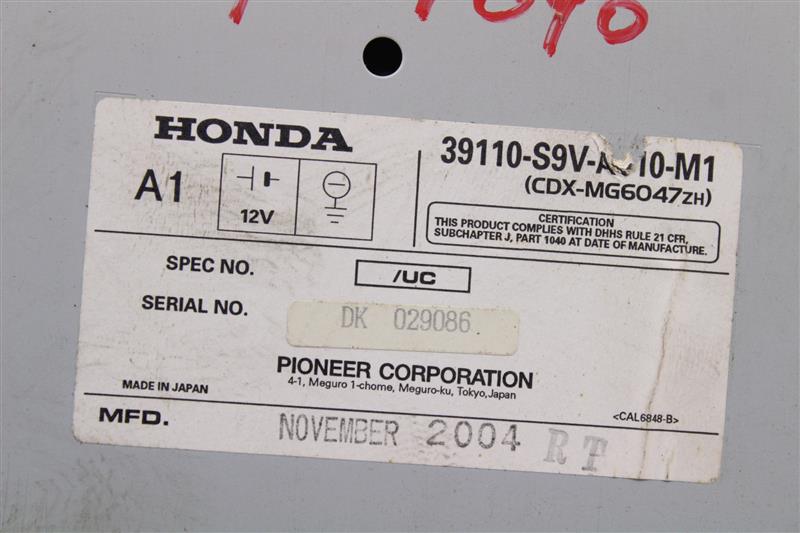 HONDA
A1
12V
39110-S9V-A 10-M1
(CDX-MG6047ZH)
CERTIFICATION
THIS PRODUCT COMPLIES WITH DHHS RULE 21 CFR,
SUBCHAPTER J, PART 1040 AT DATE OF MANUFACTURE.
SPEC NO.
/UC
SERIAL NO.
DK 029086
PIONEER CORPORATION
4-1, Meguro 1-chome, Meguro-ku, Tokyo,Japan
MADE IN JAPAN
<CAL6848-B>
MFD.
NOVEMBER 2004 RT